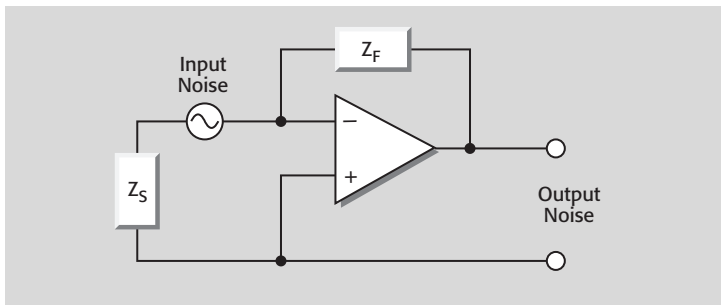 Z_F
Input
Noise
−
+
Z_S
Output
Noise